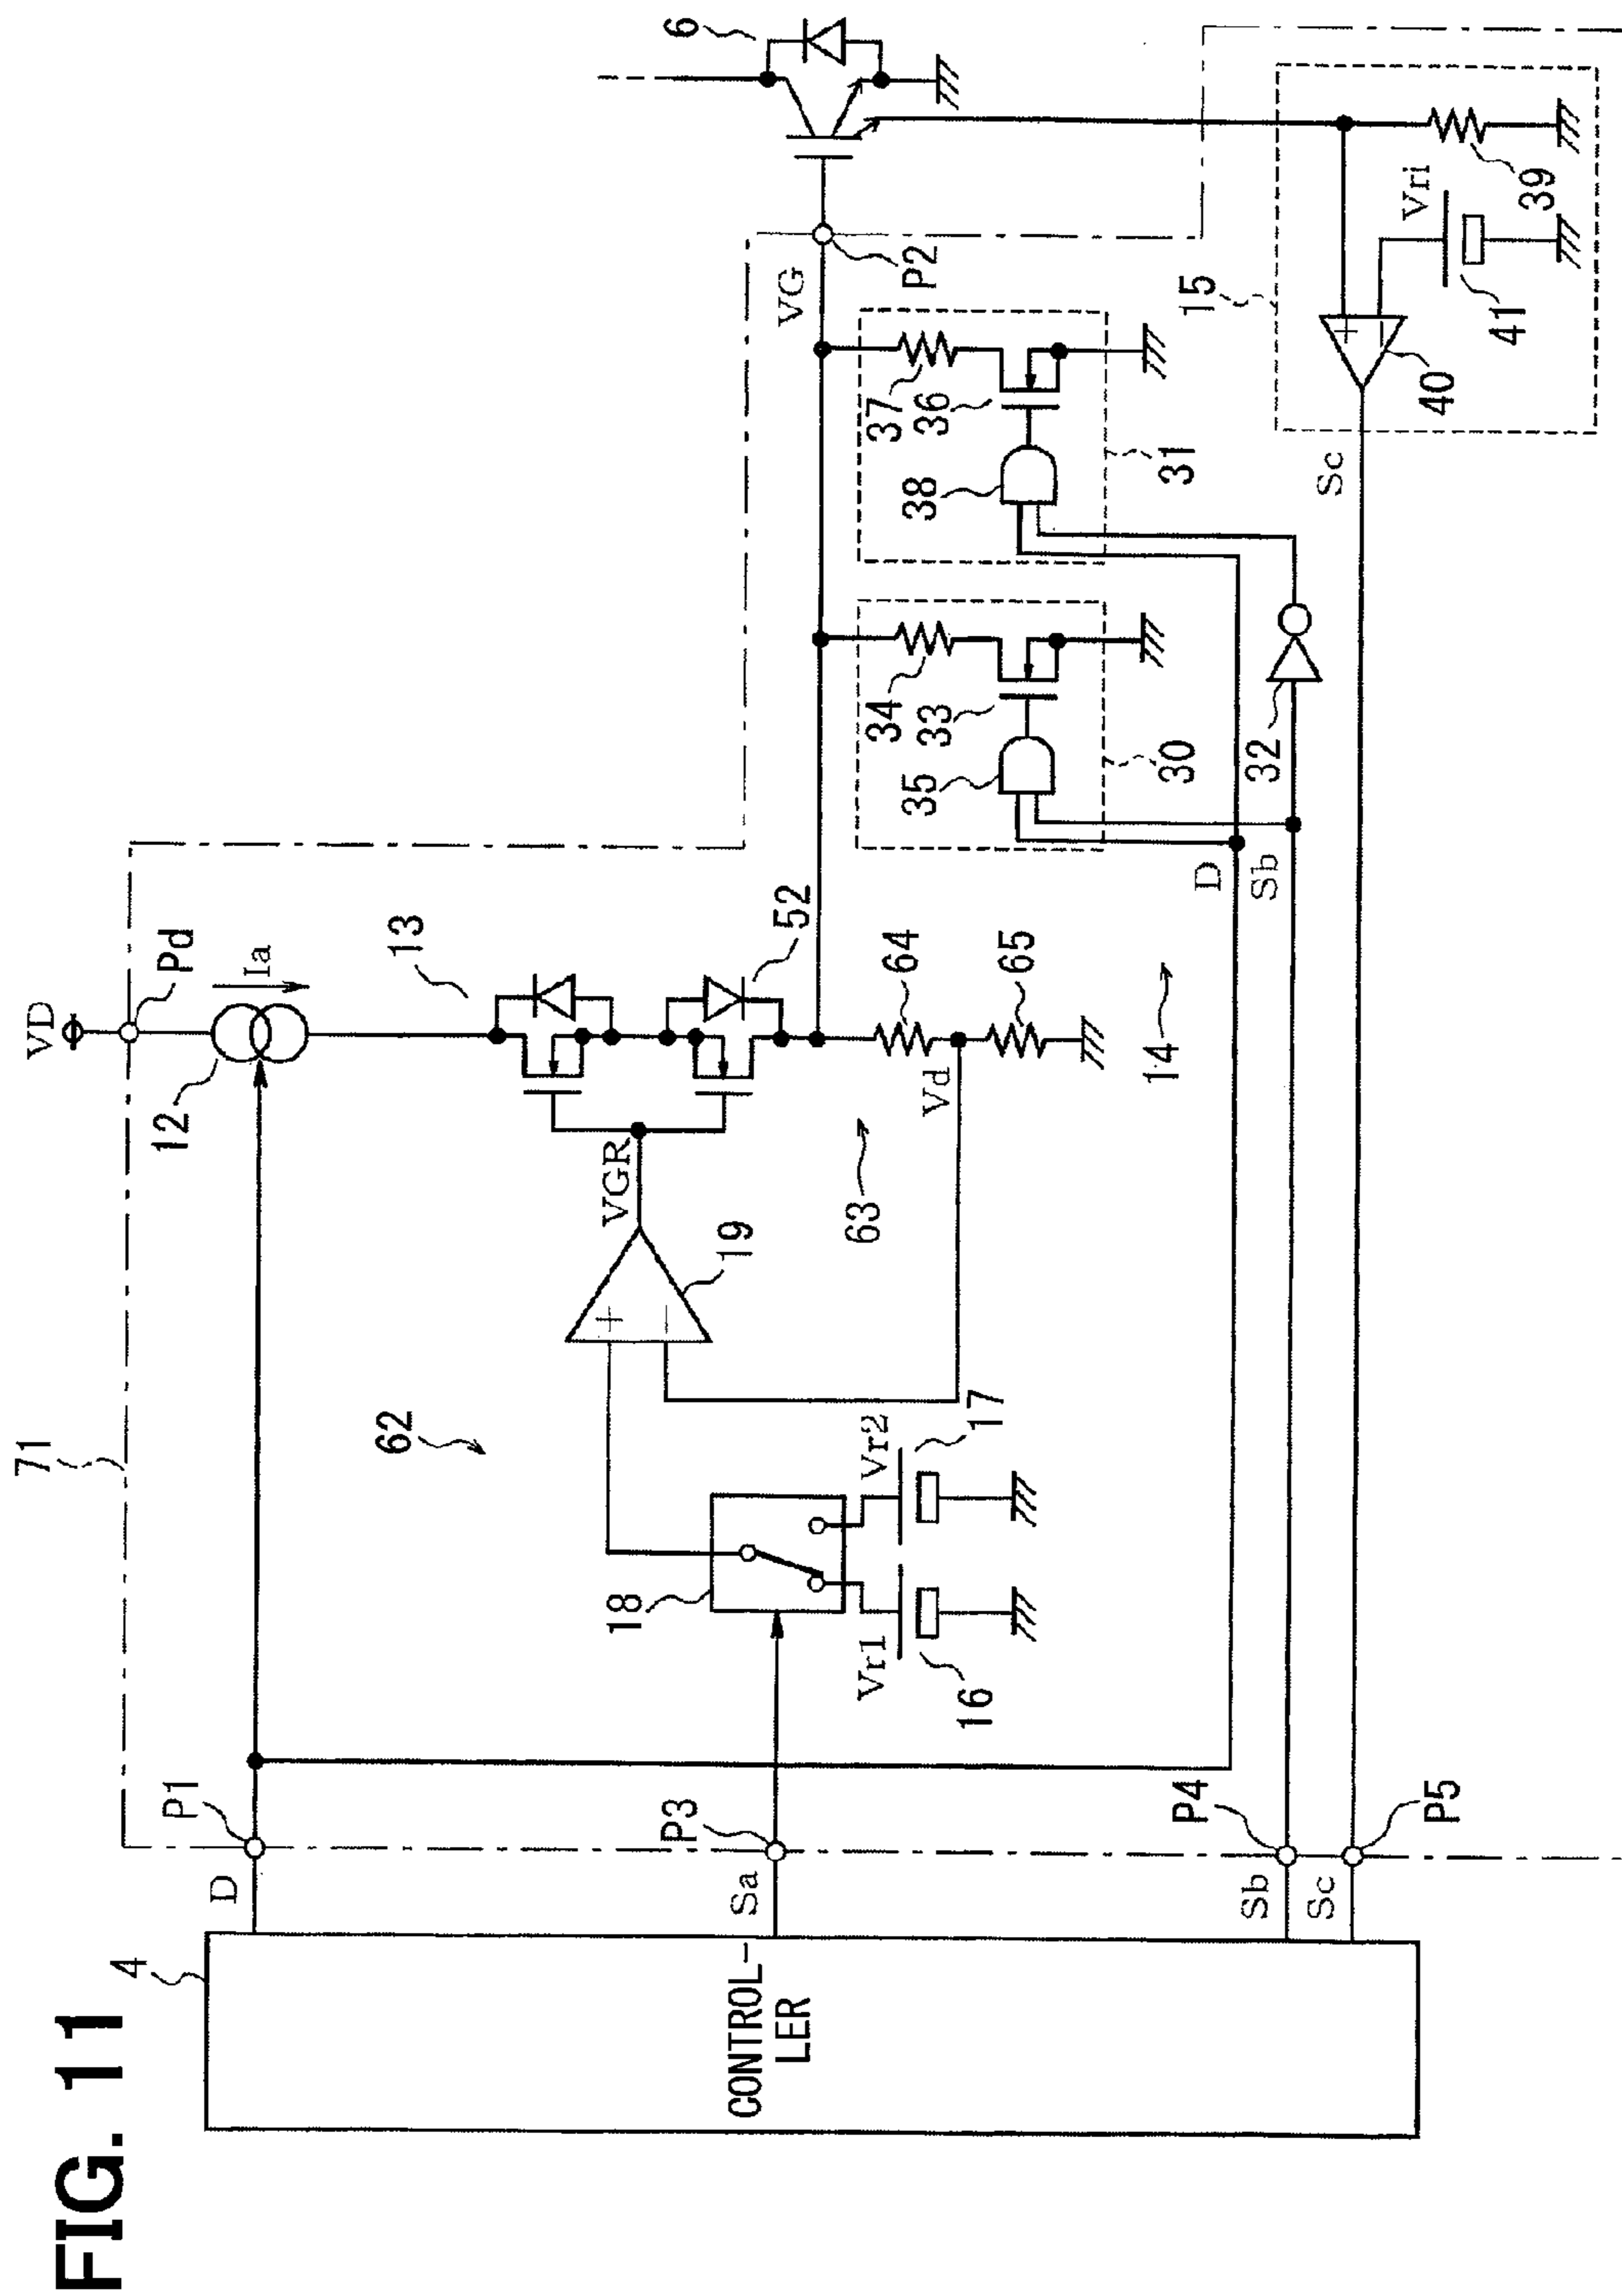 FIG. 11
4
CONTROL-
LER
D
P1
Sa
P3
Sb
P4
Sc
P5
71
VD
Pd
Ia
12
13
52
62
18
Vr1
16
Vr2
17
19
VGR
63
Vd
64
65
14
D
Sb
35
33
34
30
32
38
36
37
31
VG
P2
6
Sc
15
40
41
Vri
39